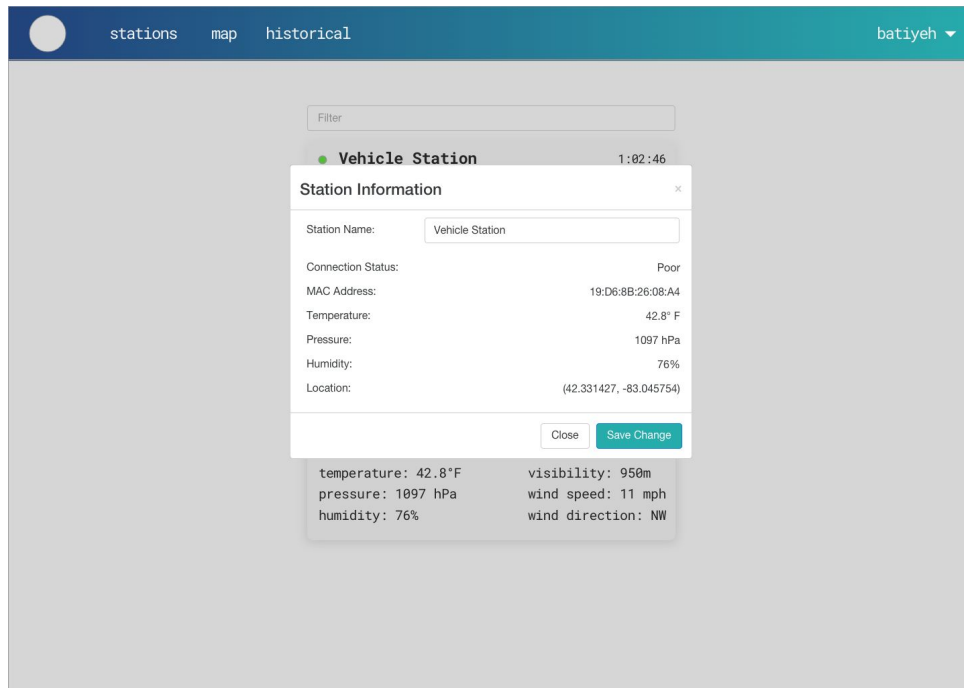 stations map historical batiyeh
Filter
Vehicle Station 1:02:46
Station Information ×
Station Name: Vehicle Station
Connection Status: Poor
MAC Address: 19:D6:8B:26:08:A4
Temperature: 42.8° F
Pressure: 1097 hPa
Humidity: 76%
Location: (42.331427, -83.045754)
Close Save Change
temperature: 42.8°F visibility: 950m
pressure: 1097 hPa wind speed: 11 mph
humidity: 76% wind direction: NW